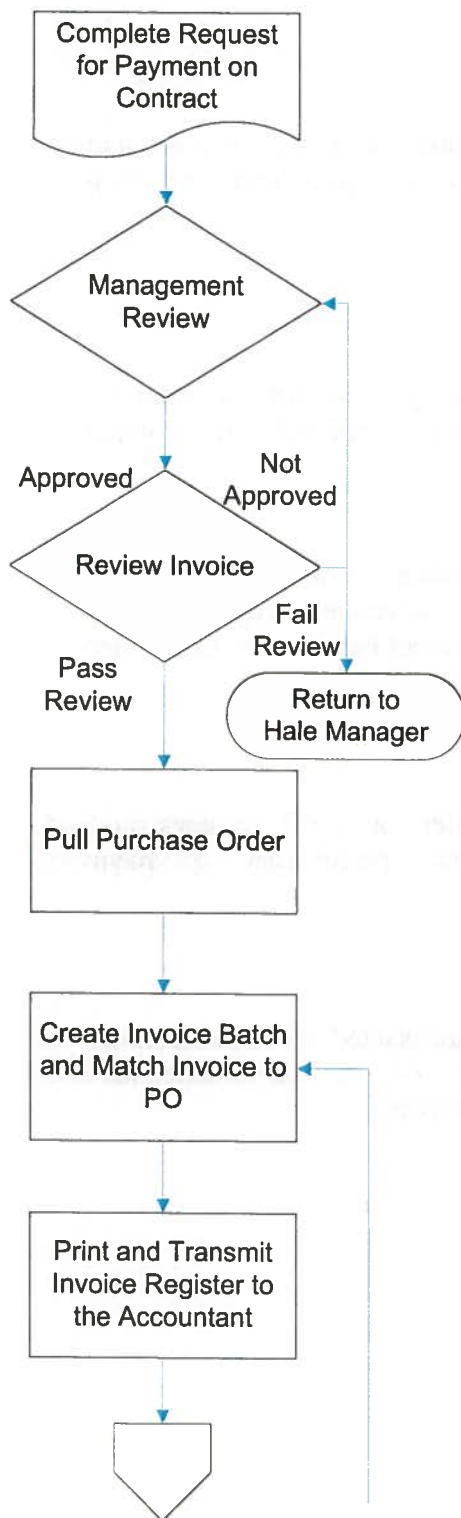 Complete Request
for Payment on
Contract
Management
Review
Approved
Not
Approved
Review Invoice
Fail
Review
Pass
Review
Return to
Hale Manager
Pull Purchase Order
Create Invoice Batch
and Match Invoice to
PO
Print and Transmit
Invoice Register to
the Accountant